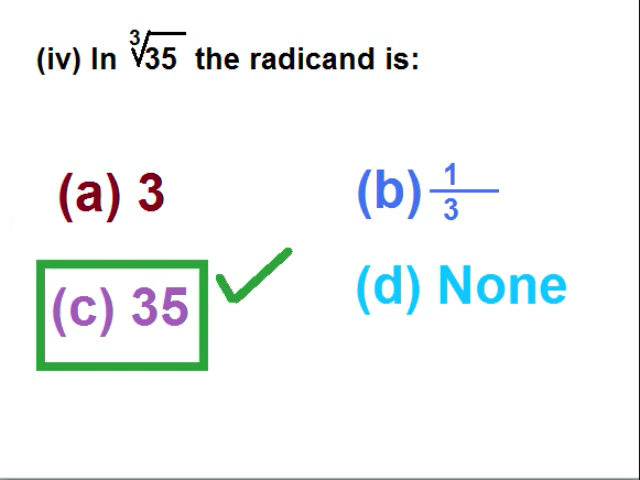 (iv) In ∛35 the radicand is:
(a) 3
(b) 1/3
(c) 35
(d) None